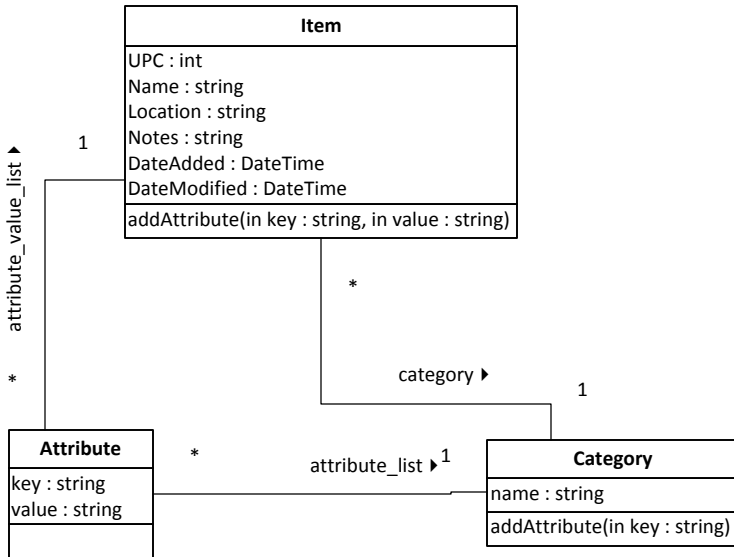 Item
UPC : int
Name : string
Location : string
Notes : string
DateAdded : DateTime
DateModified : DateTime
addAttribute(in key : string, in value : string)
1
attribute_value_list
*
*
category
1
Attribute
key : string
value : string
*
attribute_list
1
Category
name : string
addAttribute(in key : string)